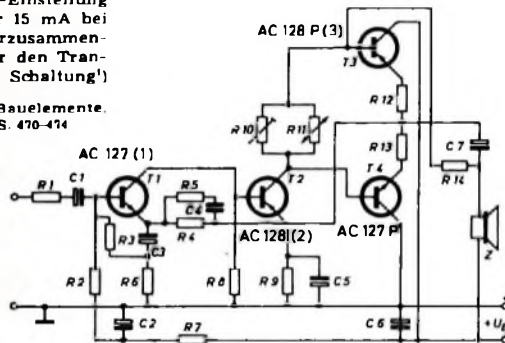 -Einstellung
r 15 mA bei
rzusammen-
r den Tran-
Schaltung¹)
Bauelemente.
S. 470-474
AC 128 P (3)
T3
R12
R10
R11
R13
C7
R14
AC 127 (1)
R1
C1
T1
R5
C4
R4
T2
T4
R3
C3
AC 128 (2)
AC 127 P
Z
R2
R6
R8
R9
C5
C2
R7
C6